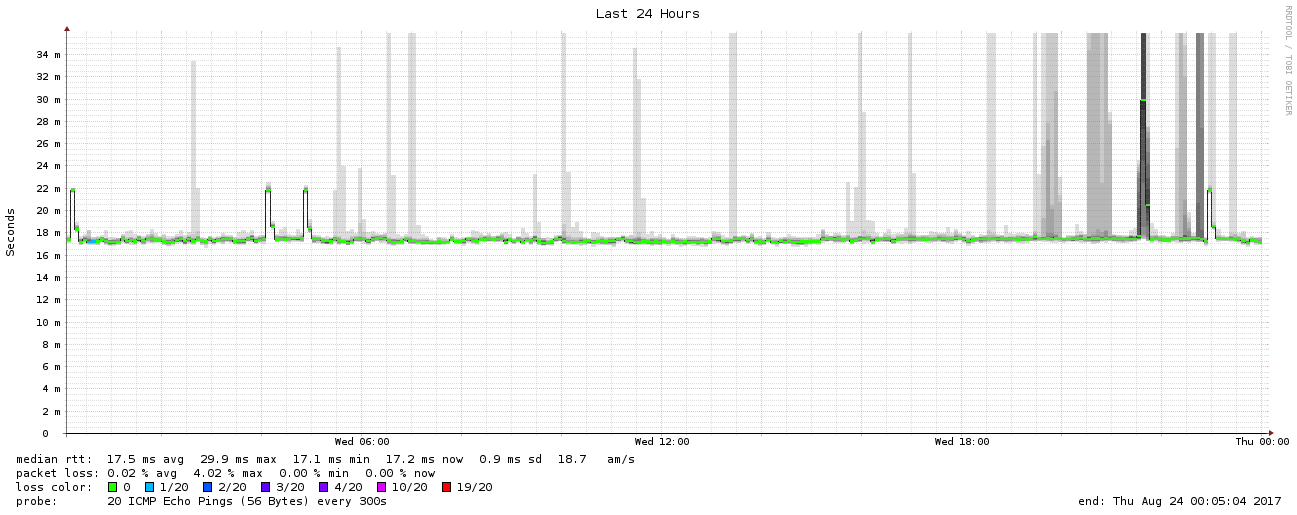 Last 24 Hours
RRDTOOL / TOBI OETIKER
Seconds
34 m
32 m
30 m
28 m
26 m
24 m
22 m
20 m
18 m
16 m
14 m
12 m
10 m
8 m
6 m
4 m
2 m
0
Wed 06:00 Wed 12:00 Wed 18:00 Thu 00:00
median rtt: 17.5 ms avg 29.9 ms max 17.1 ms min 17.2 ms now 0.9 ms sd 18.7 am/s
packet loss: 0.02 % avg 4.02 % max 0.00 % min 0.00 % now
loss color: 0 1/20 2/20 3/20 4/20 10/20 19/20
probe: 20 ICMP Echo Pings (56 Bytes) every 300s end: Thu Aug 24 00:05:04 2017